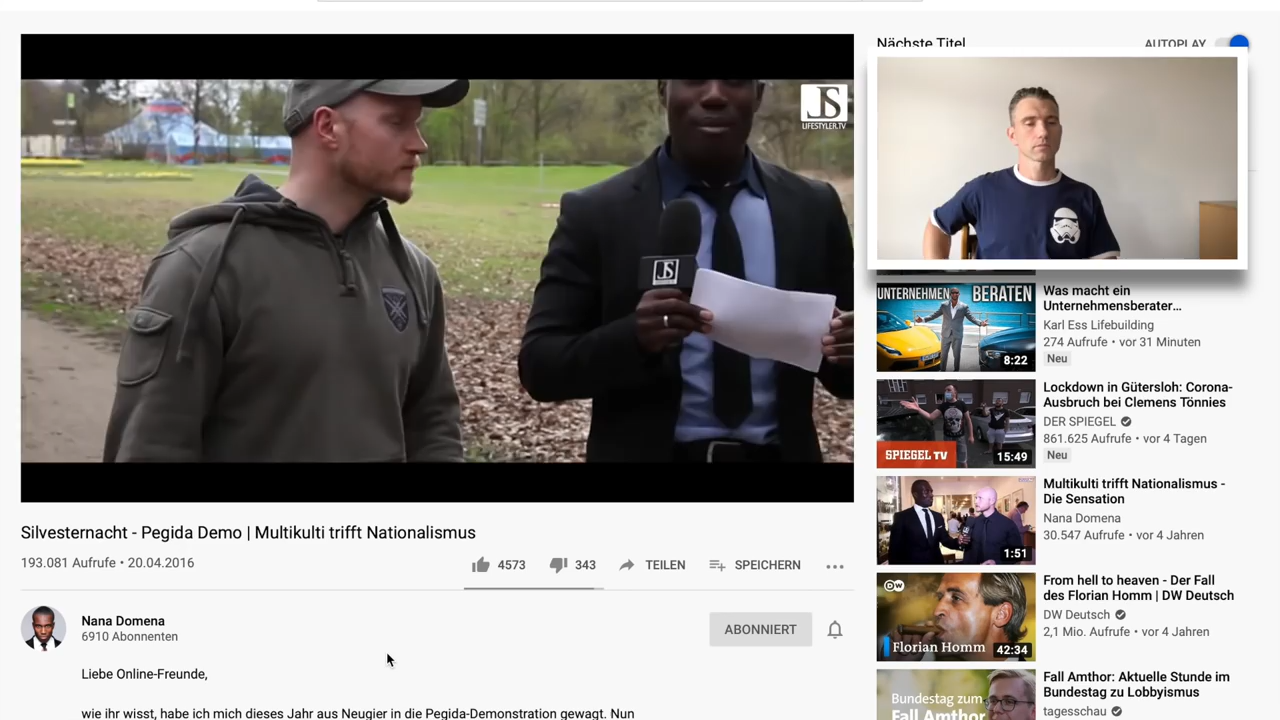 Nächste Titel
AUTOPLAY
JS
LIFESTYLER.TV
JS
UNTERNEHMEN BERATEN
8:22
Was macht ein
Unternehmensberater…
Karl Ess Lifebuilding
274 Aufrufe • vor 31 Minuten
Neu
SPIEGEL TV
15:49
Lockdown in Gütersloh: Corona-
Ausbruch bei Clemens Tönnies
DER SPIEGEL
861.625 Aufrufe • vor 4 Tagen
Neu
1:51
Multikulti trifft Nationalismus -
Die Sensation
Nana Domena
30.547 Aufrufe • vor 4 Jahren
DW
Florian Homm
42:34
From hell to heaven - Der Fall
des Florian Homm | DW Deutsch
DW Deutsch
2,1 Mio. Aufrufe • vor 4 Jahren
Bundestag zum
Fall Amthor
Fall Amthor: Aktuelle Stunde im
Bundestag zu Lobbyismus
tagesschau
Silvesternacht - Pegida Demo | Multikulti trifft Nationalismus
193.081 Aufrufe • 20.04.2016
4573
343
TEILEN
SPEICHERN
Nana Domena
6910 Abonnenten
ABONNIERT
Liebe Online-Freunde,
wie ihr wisst, habe ich mich dieses Jahr aus Neugier in die Pegida-Demonstration gewagt. Nun